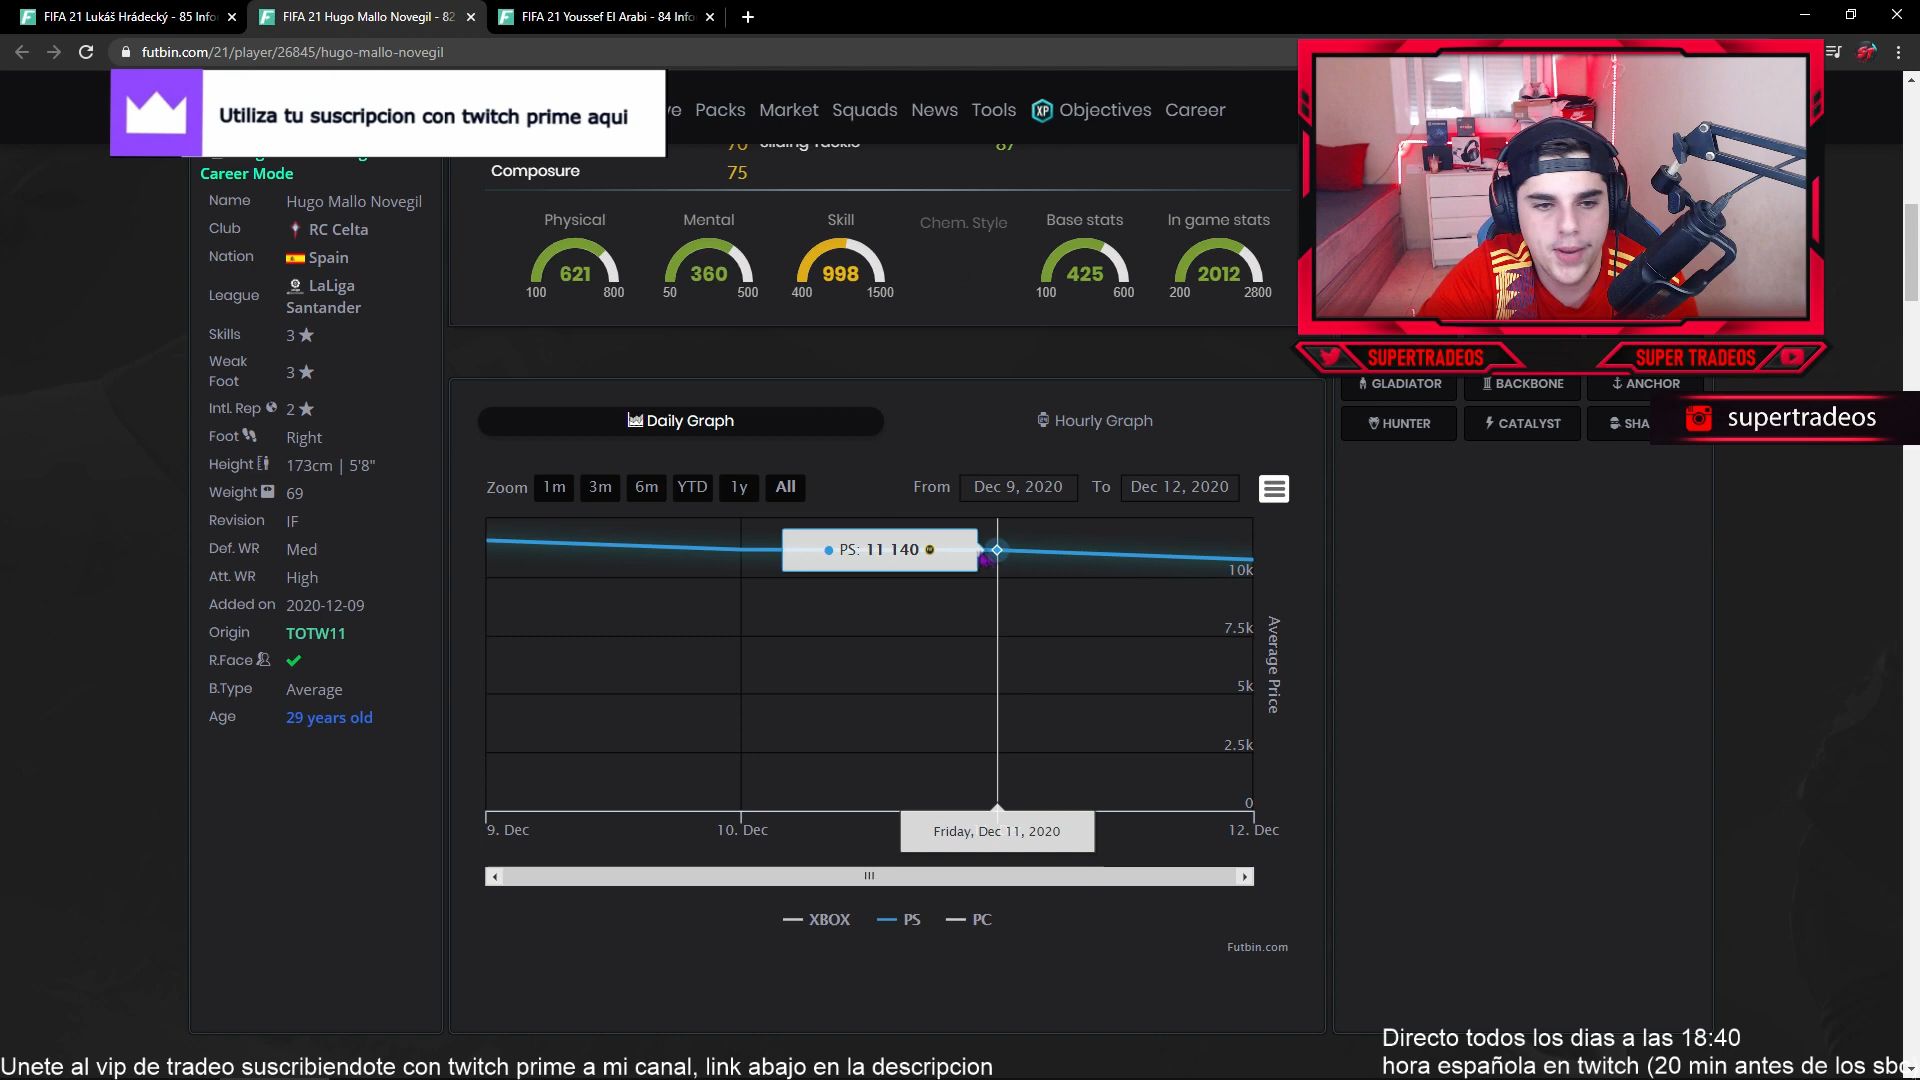 FIFA 21 Lukáš Hrádecký - 85 Info
FIFA 21 Hugo Mallo Novegil - 82
FIFA 21 Youssef El Arabi - 84 Info
futbin.com/21/player/26845/hugo-mallo-novegil
Utiliza tu suscripcion con twitch prime aqui
Packs Market Squads News Tools XP Objectives Career
Career Mode
Name Hugo Mallo Novegil
Club RC Celta
Nation Spain
League LaLiga Santander
Skills 3
Weak Foot 3
Intl. Rep 2
Foot Right
Height 173cm | 5'8"
Weight 69
Revision IF
Def. WR Med
Att. WR High
Added on 2020-12-09
Origin TOTW11
R.Face
B.Type Average
Age 29 years old
Composure 75
Physical Mental Skill Chem. Style Base stats In game stats
621 360 998 425 2012
100 800 50 500 400 1500 100 600 200 2800
Daily Graph Hourly Graph
Zoom 1m 3m 6m YTD 1y All From Dec 9, 2020 To Dec 12, 2020
PS: 11 140
10k
7.5k
5k
2.5k
0
Average Price
9. Dec 10. Dec 12. Dec
Friday, Dec 11, 2020
XBOX PS PC
Futbin.com
SUPERTRADEOS SUPER TRADEOS
GLADIATOR BACKBONE ANCHOR
HUNTER CATALYST SHA
supertradeos
Directo todos los dias a las 18:40
hora española en twitch (20 min antes de los sbc
Unete al vip de tradeo suscribiendote con twitch prime a mi canal, link abajo en la descripcion